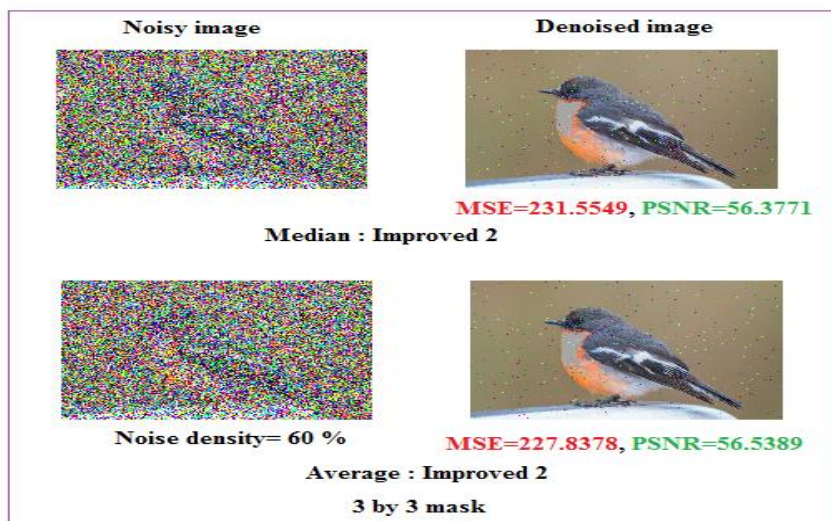 Noisy image
Denoised image
MSE=231.5549, PSNR=56.3771
Median : Improved 2
Noise density= 60 %
MSE=227.8378, PSNR=56.5389
Average : Improved 2
3 by 3 mask